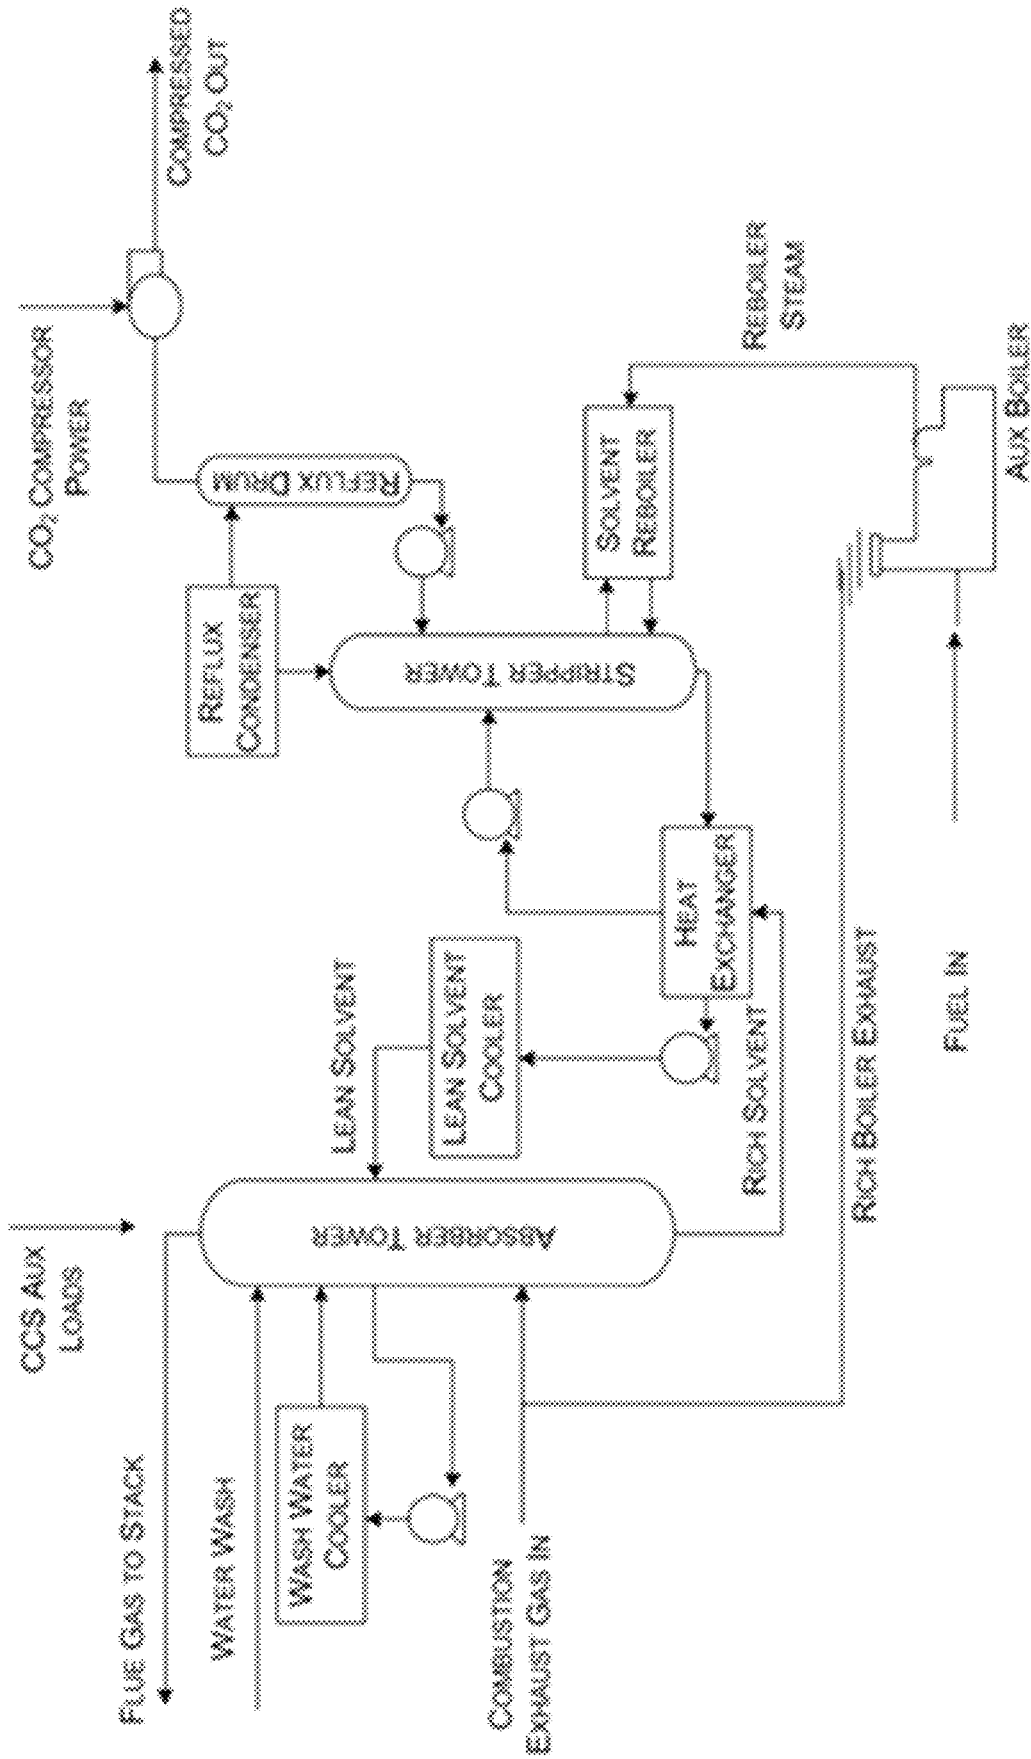 CCS AUX
LOADS
CO₂ COMPRESSOR
POWER
COMPRESSED
CO₂ OUT
FLUE GAS TO STACK
WATER WASH
WASH WATER
COOLER
COMBUSTION
EXHAUST GAS IN
ABSORBER TOWER
LEAN SOLVENT
LEAN SOLVENT
COOLER
RICH SOLVENT
HEAT
EXCHANGER
REFLUX
CONDENSER
REFLUX DRUM
STRIPPER TOWER
SOLVENT
REBOILER
REBOILER
STEAM
RICH BOILER EXHAUST
FUEL IN
AUX BOILER